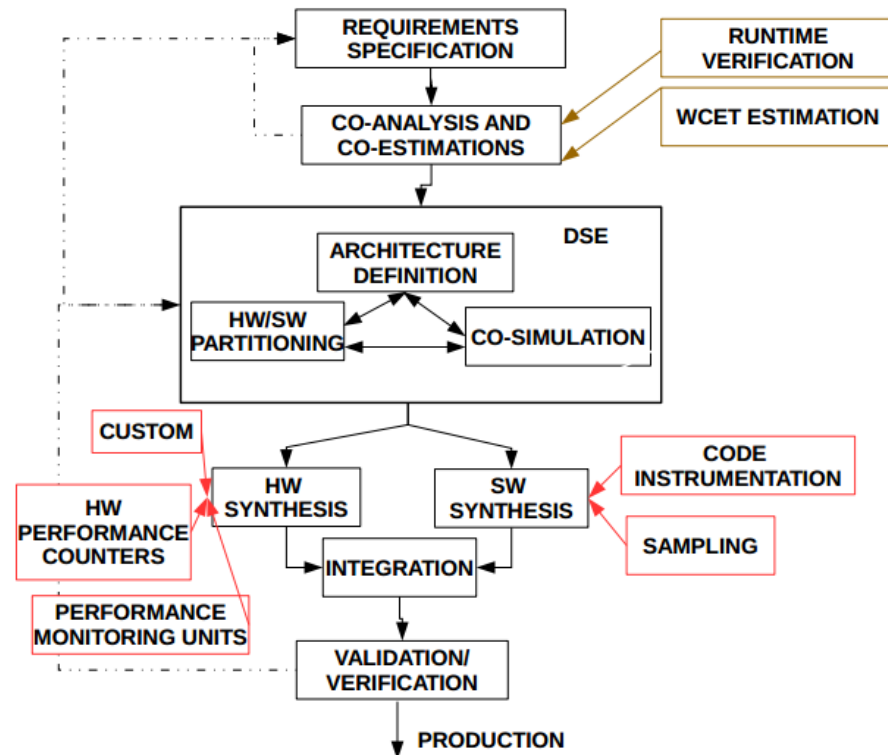 REQUIREMENTS
SPECIFICATION
RUNTIME
VERIFICATION
CO-ANALYSIS AND
CO-ESTIMATIONS
WCET ESTIMATION
DSE
ARCHITECTURE
DEFINITION
HW/SW
PARTITIONING
CO-SIMULATION
CUSTOM
HW
SYNTHESIS
SW
SYNTHESIS
CODE
INSTRUMENTATION
HW
PERFORMANCE
COUNTERS
SAMPLING
INTEGRATION
PERFORMANCE
MONITORING UNITS
VALIDATION/
VERIFICATION
PRODUCTION